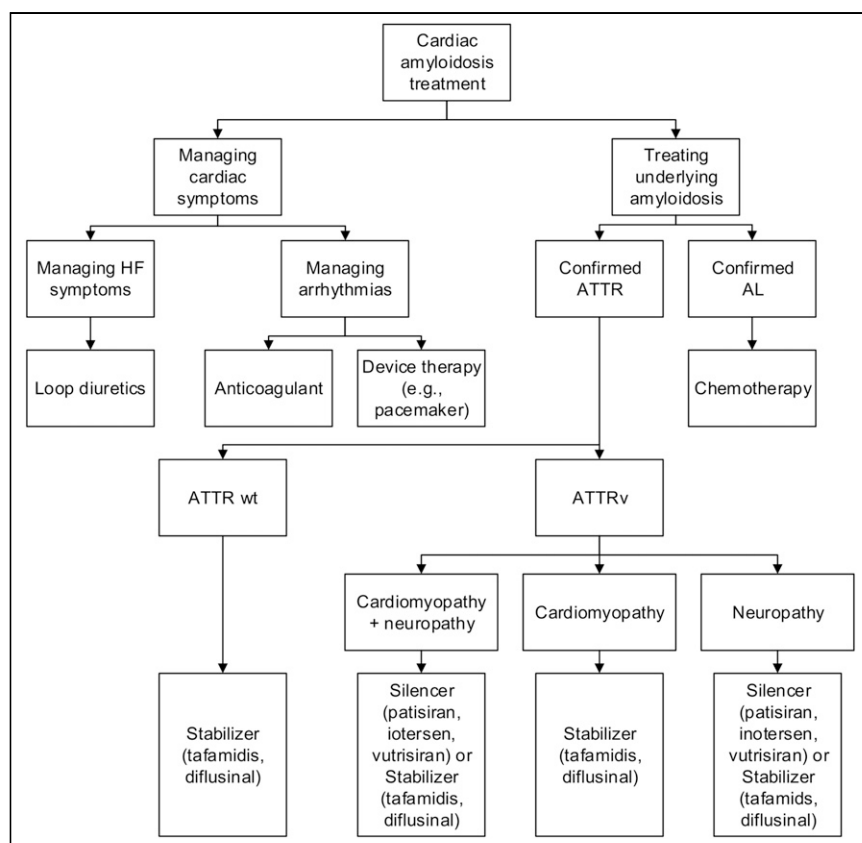 Cardiac
amyloidosis
treatment
Managing
cardiac
symptoms
Treating
underlying
amyloidosis
Managing HF
symptoms
Managing
arrhythmias
Confirmed
ATTR
Confirmed
AL
Loop diuretics
Anticoagulant
Device therapy
(e.g.,
pacemaker)
Chemotherapy
ATTR wt
ATTRv
Cardiomyopathy
+ neuropathy
Cardiomyopathy
Neuropathy
Stabilizer
(tafamidis,
diflusinal)
Silencer
(patisiran,
iotersen,
vutrisiran) or
Stabilizer
(tafamidis,
diflusinal)
Stabilizer
(tafamidis,
diflusinal)
Silencer
(patisiran,
inotersen,
vutrisiran) or
Stabilizer
(tafamids,
diflusinal)